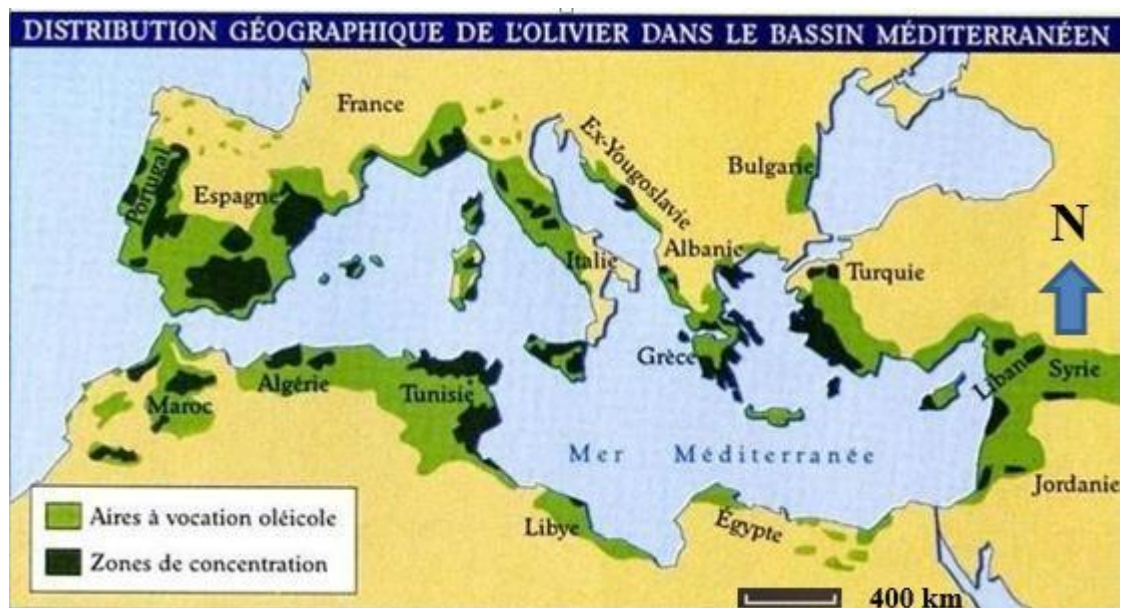 DISTRIBUTION GÉOGRAPHIQUE DE L'OLIVIER DANS LE BASSIN MÉDITERRANÉEN
France
Ex-Yougoslavie
Bulgarie
Portugal
Espagne
Albanie
N
Italie
Turquie
Grèce
Algérie
Tunisie
Liban
Syrie
Maroc
Mer Méditerranée
Jordanie
Aires à vocation oléicole
Libye
Égypte
Zones de concentration
400 km